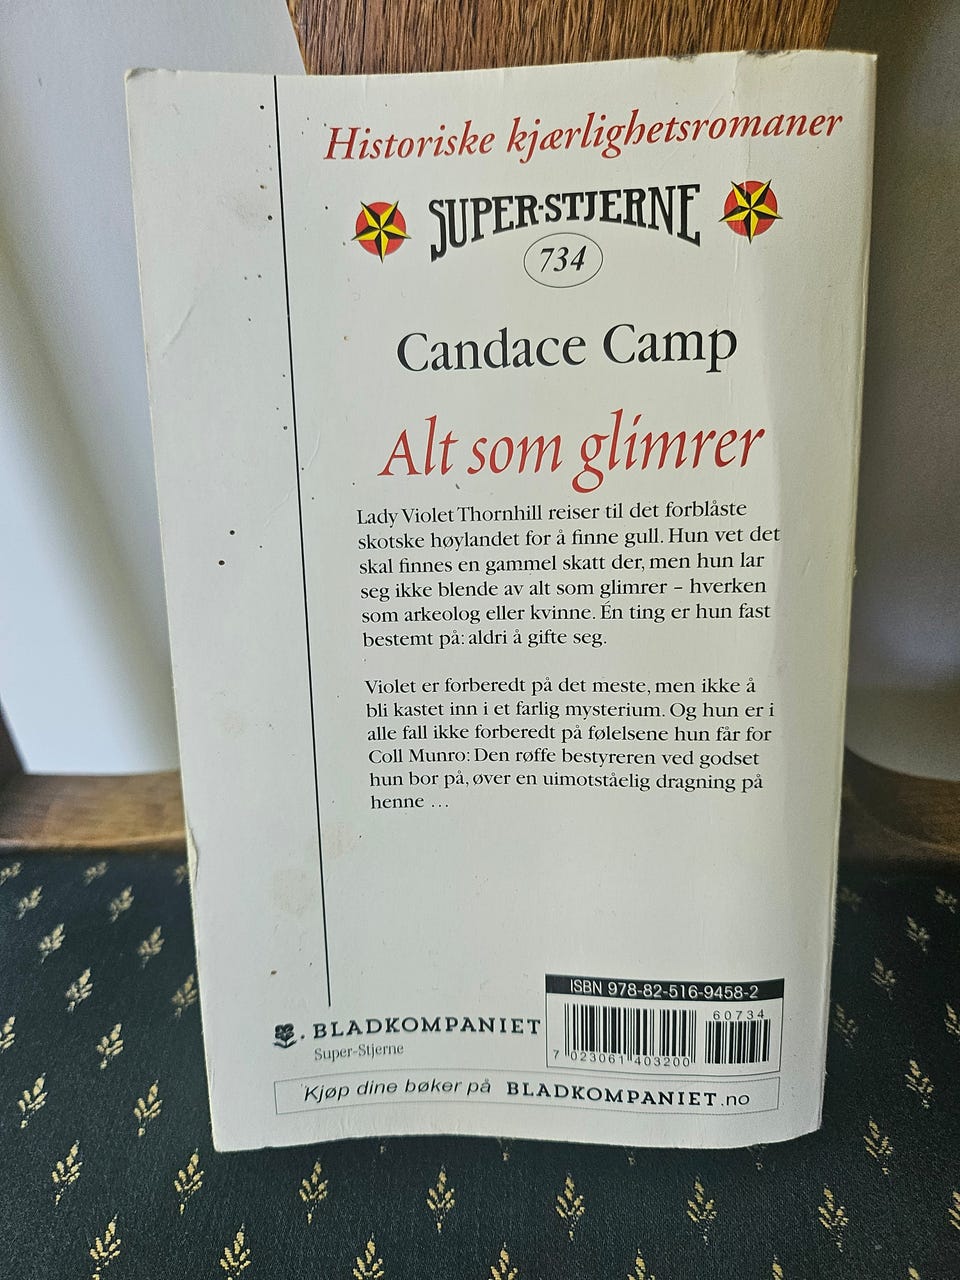 Historiske kjærlighetsromaner
SUPER-STJERNE
734
Candace Camp
Alt som glimrer
Lady Violet Thornhill reiser til det forblåste
skotske høylandet for å finne gull. Hun vet det
skal finnes en gammel skatt der, men hun lar
seg ikke blende av alt som glimrer – hverken
som arkeolog eller kvinne. Én ting er hun fast
bestemt på: aldri å gifte seg.
Violet er forberedt på det meste, men ikke å
bli kastet inn i et farlig mysterium. Og hun er i
alle fall ikke forberedt på følelsene hun får for
Coll Munro: Den røffe bestyreren ved godset
hun bor på, øver en uimotståelig dragning på
henne …
ISBN 978-82-516-9458-2
60734
7 023061 403200
BLADKOMPANIET
Super-Stjerne
Kjøp dine bøker på BLADKOMPANIET.no